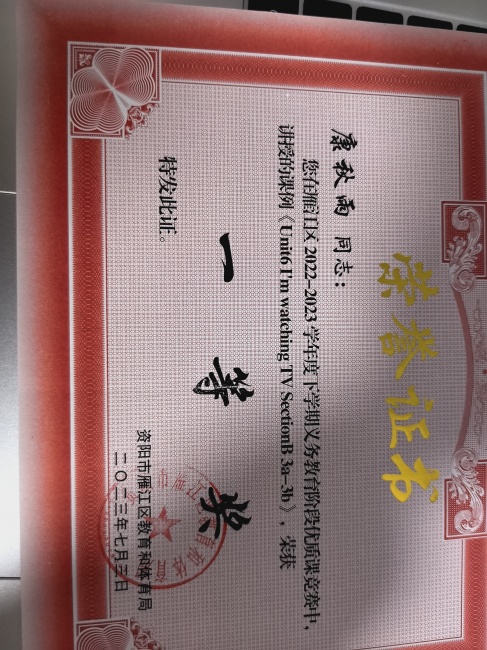 荣誉证书
康秋雨 同志：
您在雁江区2022-2023学年度下学期义务教育阶段优质课竞赛中，
讲授的课例《Unit6 I'm watching TV SectionB 3a-3b》，荣获
一等奖
特发此证。
资阳市雁江区教育和体育局
二〇二三年七月三日